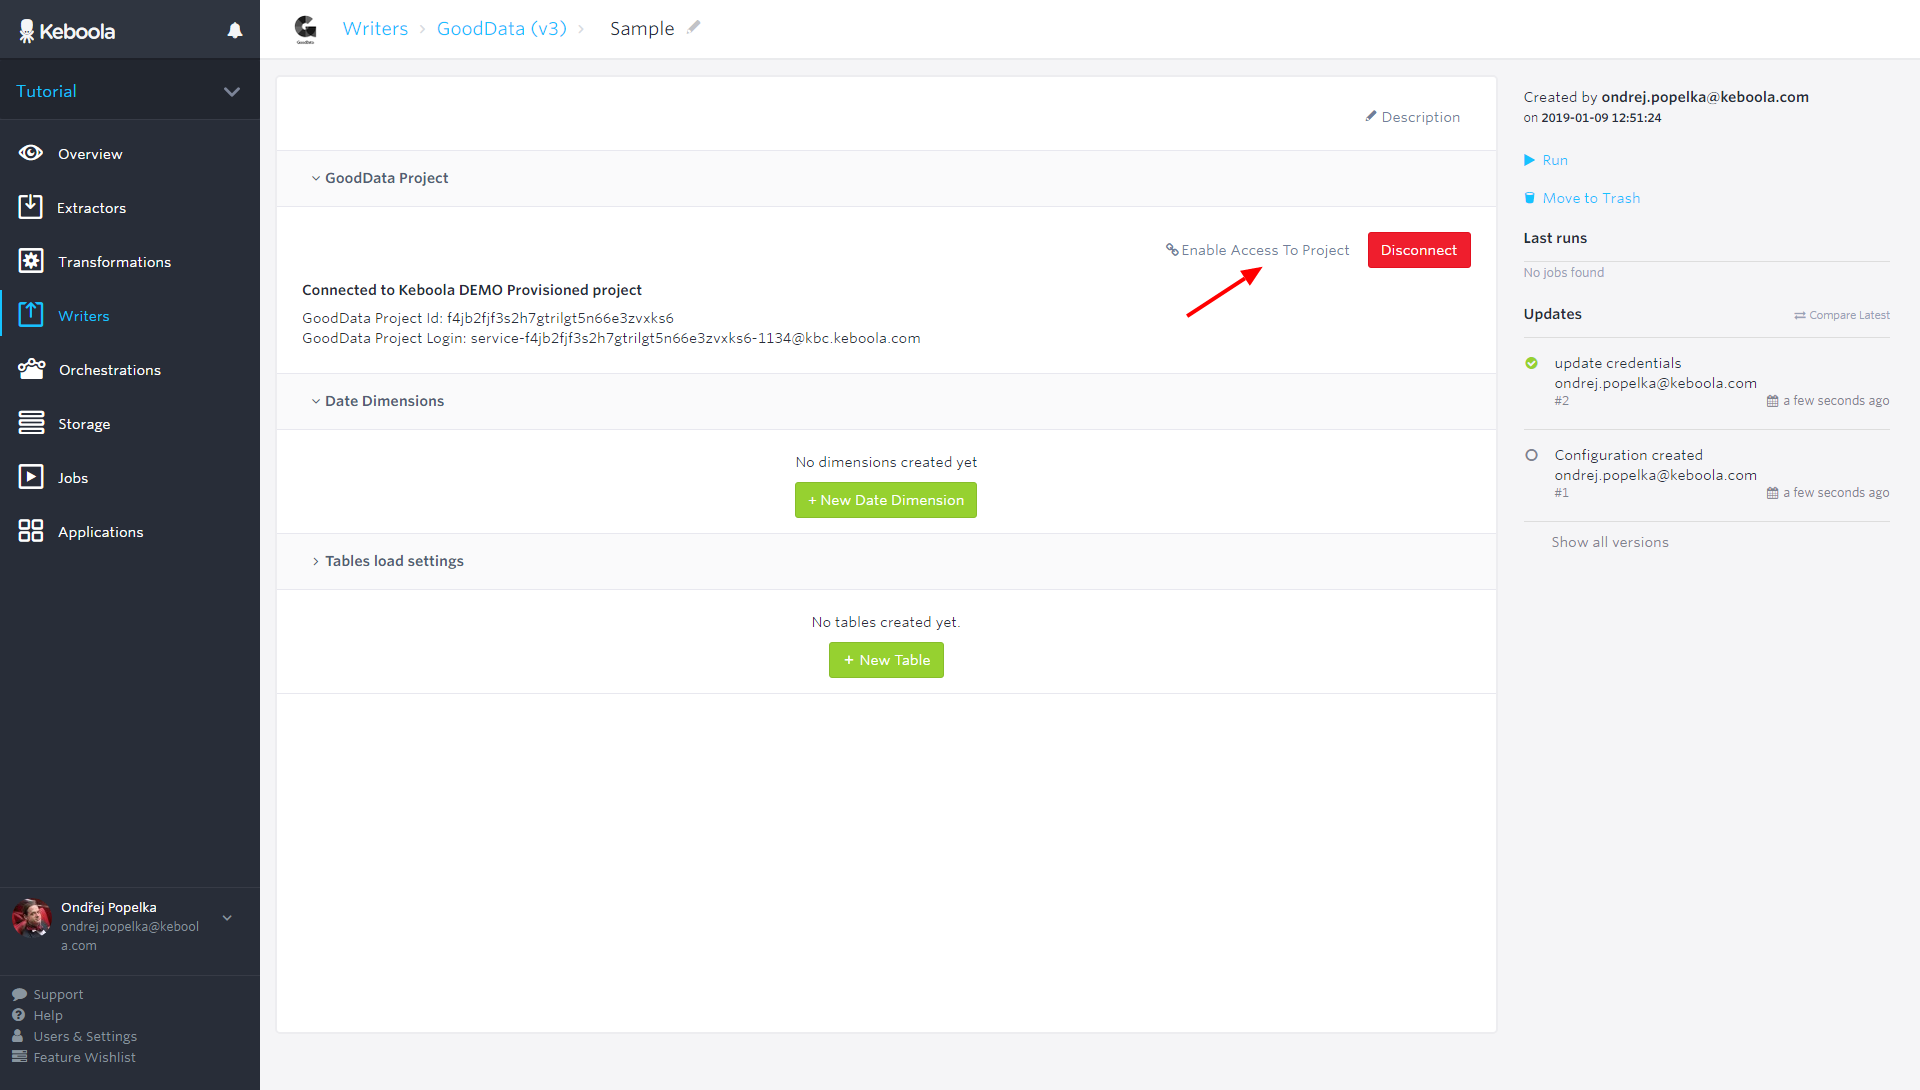 Keboola
Tutorial
Overview
Extractors
Transformations
Writers
Orchestrations
Storage
Jobs
Applications
Ondřej Popelka
ondrej.popelka@kebool
a.com
Support
Help
Users & Settings
Feature Wishlist
GoodData
Writers > GoodData (v3) > Sample
Description
GoodData Project
Enable Access To Project
Disconnect
Connected to Keboola DEMO Provisioned project
GoodData Project Id: f4jb2fjf3s2h7gtrilgt5n66e3zvxks6
GoodData Project Login: service-f4jb2fjf3s2h7gtrilgt5n66e3zvxks6-1134@kbc.keboola.com
Date Dimensions
No dimensions created yet
+ New Date Dimension
Tables load settings
No tables created yet.
+ New Table
Created by ondrej.popelka@keboola.com
on 2019-01-09 12:51:24
Run
Move to Trash
Last runs
No jobs found
Updates
Compare Latest
update credentials
ondrej.popelka@keboola.com
#2 a few seconds ago
Configuration created
ondrej.popelka@keboola.com
#1 a few seconds ago
Show all versions